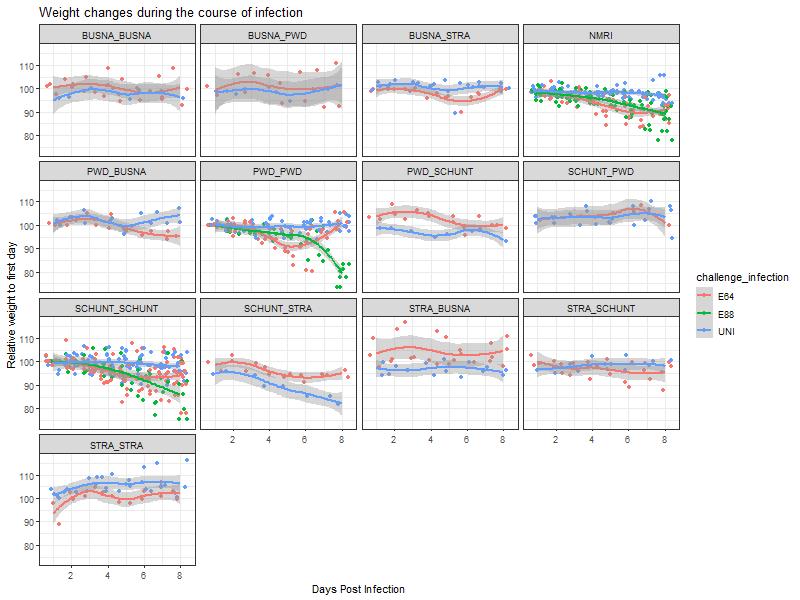 Weight changes during the course of infection
BUSNA_BUSNA
BUSNA_PWD
BUSNA_STRA
NMRI
110
100
90
80
PWD_BUSNA
PWD_PWD
PWD_SCHUNT
SCHUNT_PWD
110
100
90
80
SCHUNT_SCHUNT
SCHUNT_STRA
STRA_BUSNA
STRA_SCHUNT
110
100
90
80
2 4 6 8
2 4 6 8
2 4 6 8
STRA_STRA
110
100
90
80
2 4 6 8
Relative weight to first day
Days Post Infection
challenge_infection
E64
E88
UNI